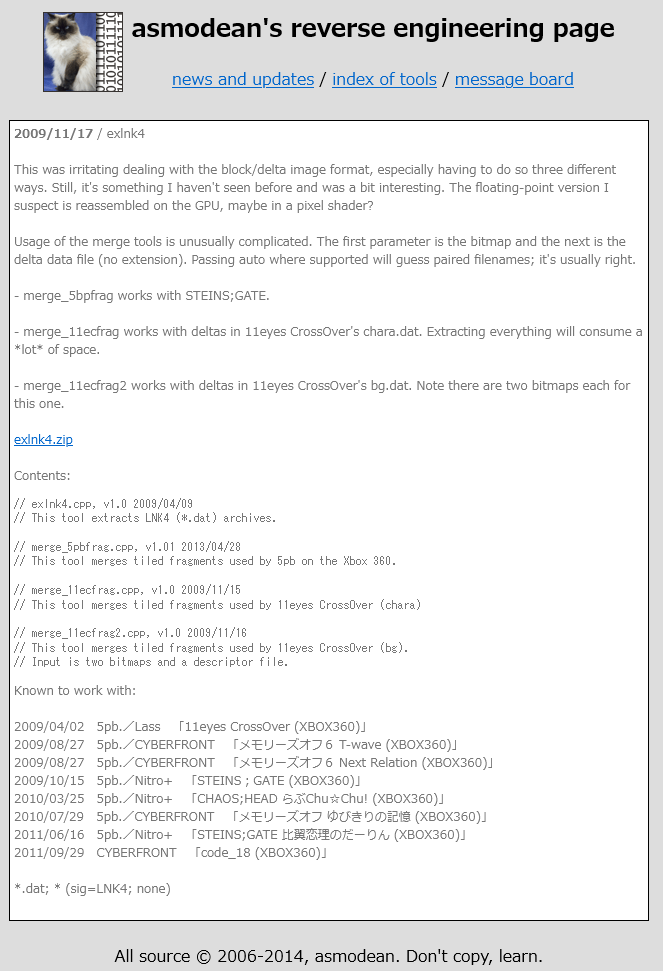 asmodean's reverse engineering page
news and updates / index of tools / message board
2009/11/17 / exlnk4
This was irritating dealing with the block/delta image format, especially having to do so three different
ways. Still, it's something I haven't seen before and was a bit interesting. The floating-point version I
suspect is reassembled on the GPU, maybe in a pixel shader?
Usage of the merge tools is unusually complicated. The first parameter is the bitmap and the next is the
delta data file (no extension). Passing auto where supported will guess paired filenames; it's usually right.
- merge_5bpfrag works with STEINS;GATE.
- merge_11ecfrag works with deltas in 11eyes CrossOver's chara.dat. Extracting everything will consume a
*lot* of space.
- merge_11ecfrag2 works with deltas in 11eyes CrossOver's bg.dat. Note there are two bitmaps each for
this one.
exlnk4.zip
Contents:
// exlnk4.cpp, v1.0 2009/04/09
// This tool extracts LNK4 (*.dat) archives.
// merge_5pbfrag.cpp, v1.01 2013/04/28
// This tool merges tiled fragments used by 5pb on the Xbox 360.
// merge_11ecfrag.cpp, v1.0 2009/11/15
// This tool merges tiled fragments used by 11eyes CrossOver (chara)
// merge_11ecfrag2.cpp, v1.0 2009/11/16
// This tool merges tiled fragments used by 11eyes CrossOver (bg).
// Input is two bitmaps and a descriptor file.
Known to work with:
2009/04/02 5pb.／Lass 「11eyes CrossOver (XBOX360)」
2009/08/27 5pb.／CYBERFRONT 「メモリーズオフ６ T-wave (XBOX360)」
2009/08/27 5pb.／CYBERFRONT 「メモリーズオフ６ Next Relation (XBOX360)」
2009/10/15 5pb.／Nitro+ 「STEINS；GATE (XBOX360)」
2010/03/25 5pb.／Nitro+ 「CHAOS;HEAD らぶChu☆Chu! (XBOX360)」
2010/07/29 5pb.／CYBERFRONT 「メモリーズオフ ゆびきりの記憶 (XBOX360)」
2011/06/16 5pb.／Nitro+ 「STEINS;GATE 比翼恋理のだーりん (XBOX360)」
2011/09/29 CYBERFRONT 「code_18 (XBOX360)」
*.dat; * (sig=LNK4; none)
All source © 2006-2014, asmodean. Don't copy, learn.